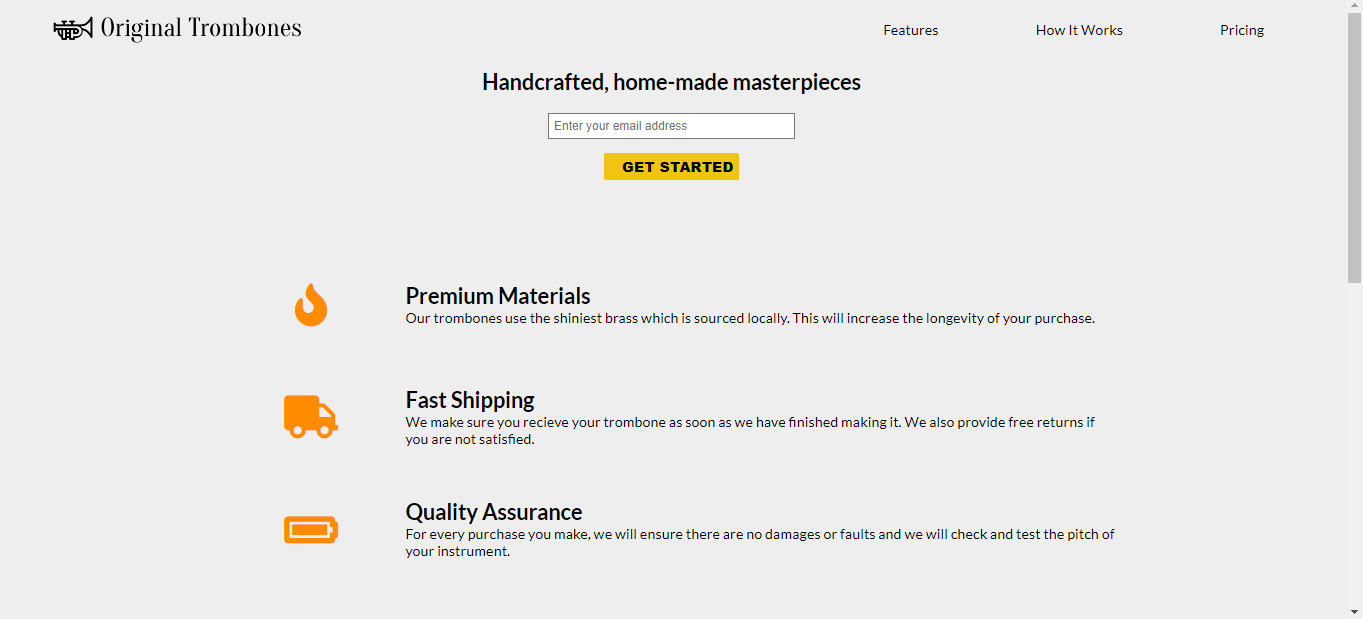 Original Trombones
Features
How It Works
Pricing
Handcrafted, home-made masterpieces
Enter your email address
GET STARTED
Premium Materials
Our trombones use the shiniest brass which is sourced locally. This will increase the longevity of your purchase.
Fast Shipping
We make sure you recieve your trombone as soon as we have finished making it. We also provide free returns if
you are not satisfied.
Quality Assurance
For every purchase you make, we will ensure there are no damages or faults and we will check and test the pitch of
your instrument.